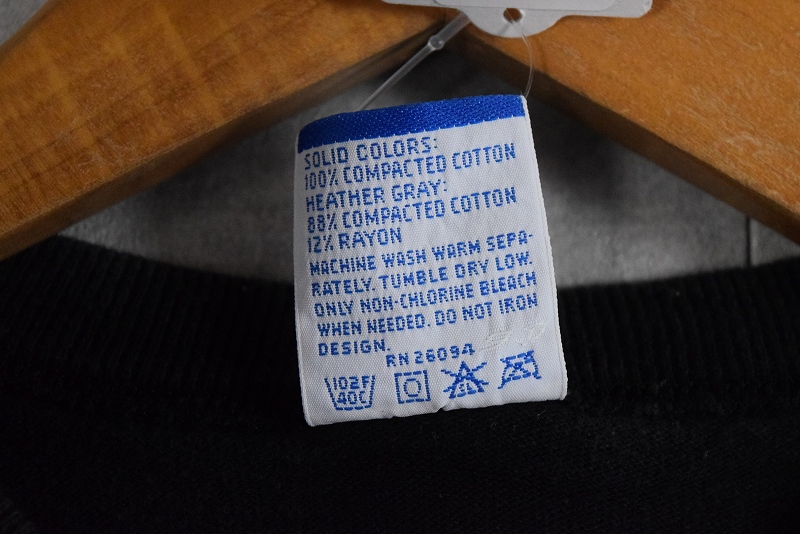 SOLID COLORS:
100% COMPACTED COTTON
HEATHER GRAY:
88% COMPACTED COTTON
12% RAYON
MACHINE WASH WARM SEPA-
RATELY. TUMBLE DRY LOW.
ONLY NON-CHLORINE BLEACH
WHEN NEEDED. DO NOT IRON
DESIGN.
RN 26094
102F
40C
CL